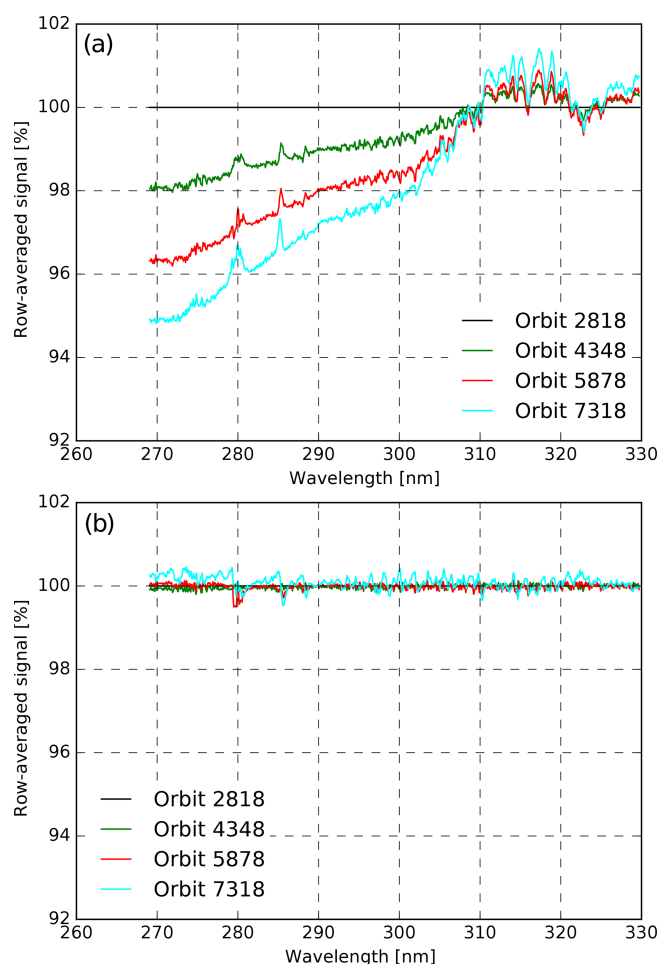 (a)
Row-averaged signal [%]
102
100
98
96
94
92
Orbit 2818
Orbit 4348
Orbit 5878
Orbit 7318
260 270 280 290 300 310 320 330
Wavelength [nm]
(b)
Row-averaged signal [%]
102
100
98
96
94
92
Orbit 2818
Orbit 4348
Orbit 5878
Orbit 7318
260 270 280 290 300 310 320 330
Wavelength [nm]